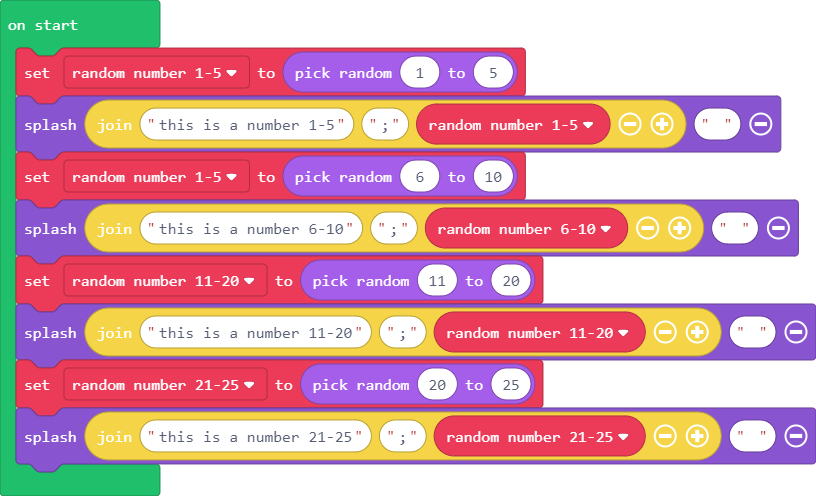 on start
set random number 1-5 to pick random 1 to 5
splash join "this is a number 1-5" ";" random number 1-5 " "
set random number 1-5 to pick random 6 to 10
splash join "this is a number 6-10" ";" random number 6-10 " "
set random number 11-20 to pick random 11 to 20
splash join "this is a number 11-20" ";" random number 11-20 " "
set random number 21-25 to pick random 20 to 25
splash join "this is a number 21-25" ";" random number 21-25 " "